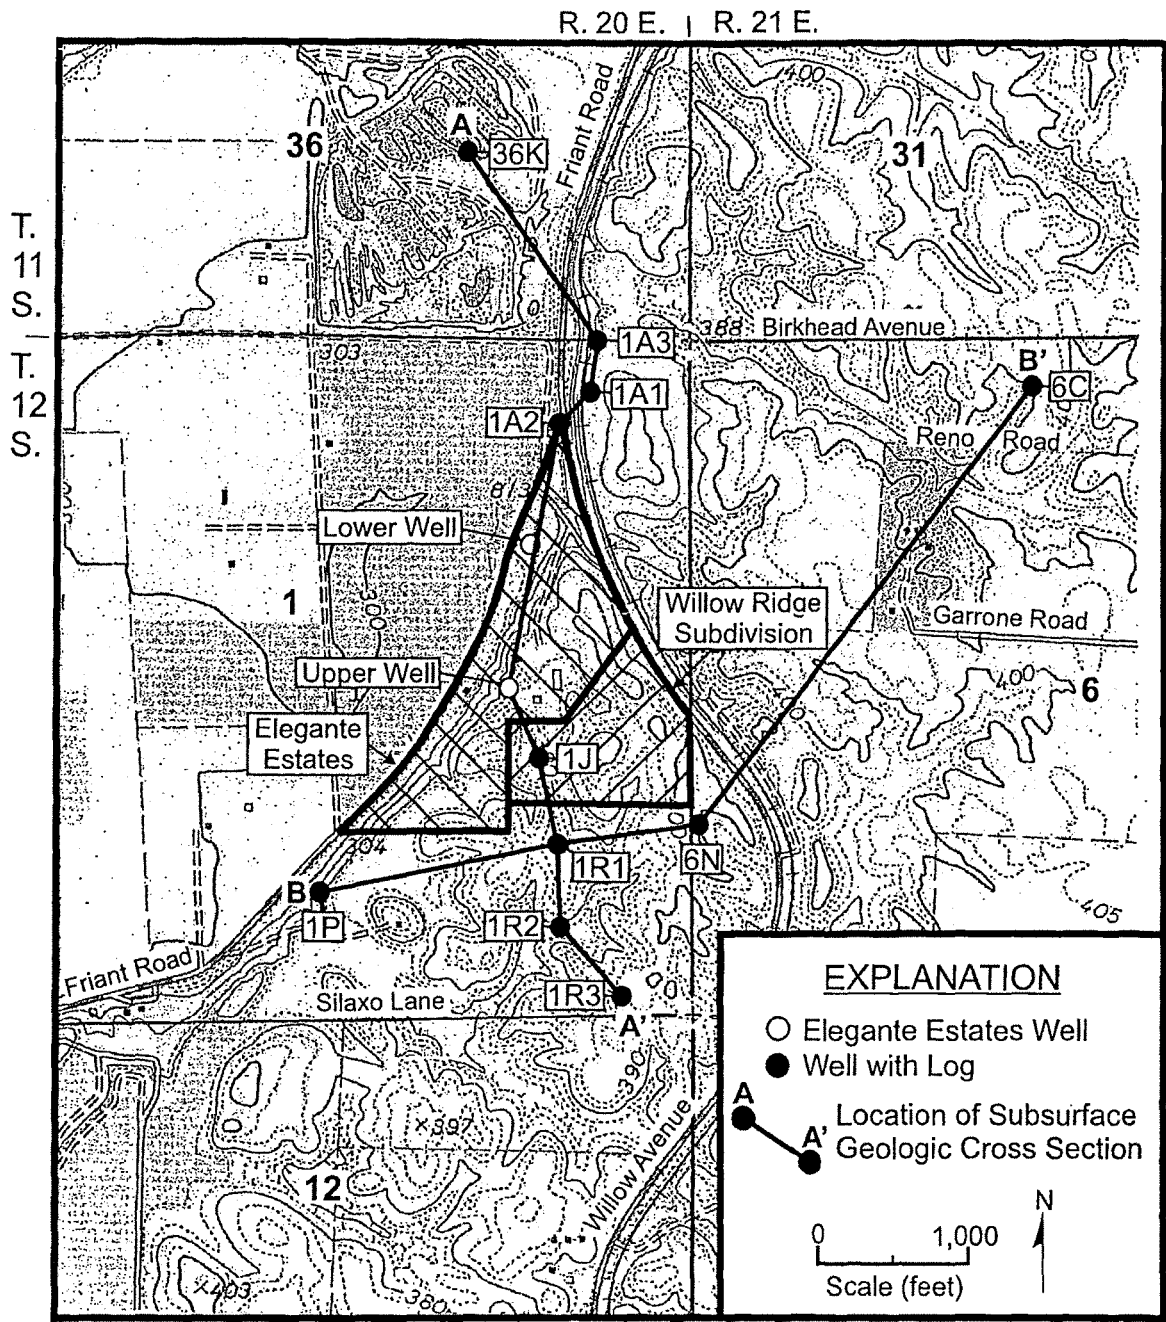 R. 20 E. | R. 21 E.
T.
11
S.
T.
12
S.
36
A
36K
Friant Road
31
400
303
1A3
388
Birkhead Avenue
B'
6C
1A1
1A2
Reno Road
81
Lower Well
1
300
Willow Ridge
Subdivision
Garrone Road
Upper Well
400
6
Elegante
Estates
1J
304
B
1P
1R1
6N
405
1R2
Friant Road
Silaxo Lane
1R3
A'
390
×397
Willow Avenue
12
×403
380
EXPLANATION
Elegante Estates Well
Well with Log
A
A'
Location of Subsurface
Geologic Cross Section
N
0 1,000
Scale (feet)